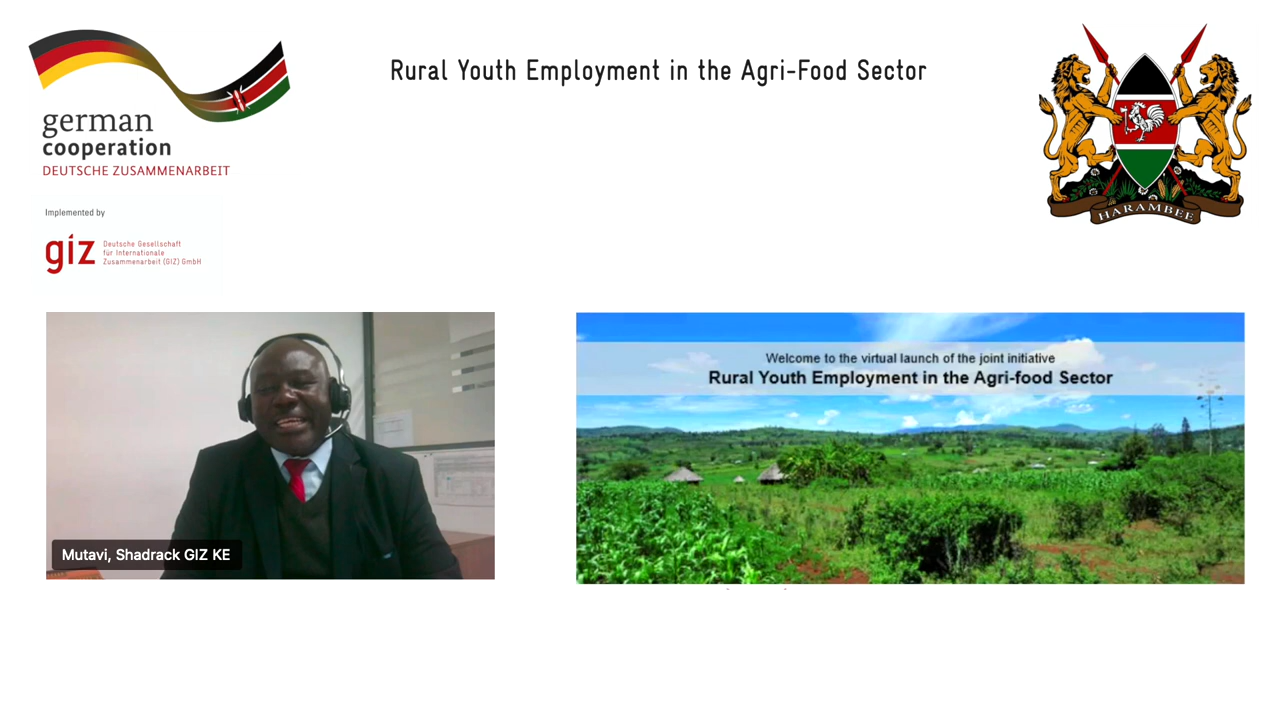 Rural Youth Employment in the Agri-Food Sector
german
cooperation
DEUTSCHE ZUSAMMENARBEIT
Implemented by
giz
Deutsche Gesellschaft
für Internationale
Zusammenarbeit (GIZ) GmbH
HARAMBEE
Welcome to the virtual launch of the joint initiative
Rural Youth Employment in the Agri-food Sector
Mutavi, Shadrack GIZ KE